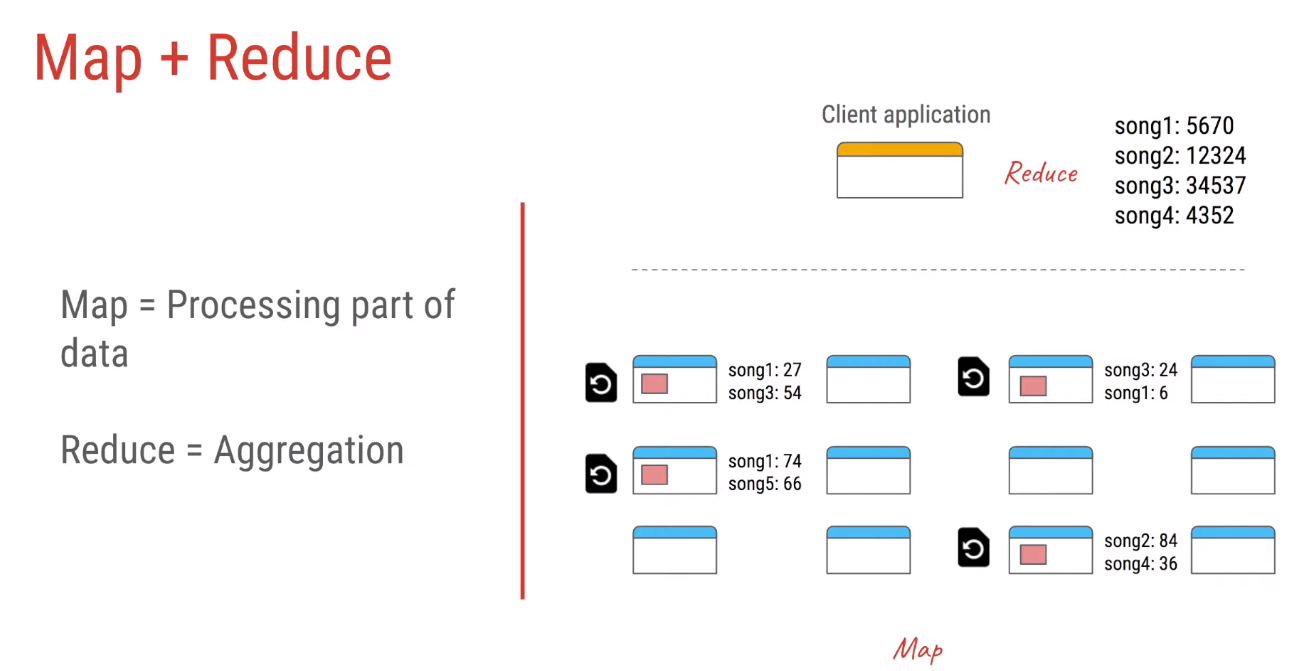 Map + Reduce
Client application
Reduce
song1: 5670
song2: 12324
song3: 34537
song4: 4352
Map = Processing part of
data
Reduce = Aggregation
song1: 27
song3: 54
song3: 24
song1: 6
song1: 74
song5: 66
song2: 84
song4: 36
Map